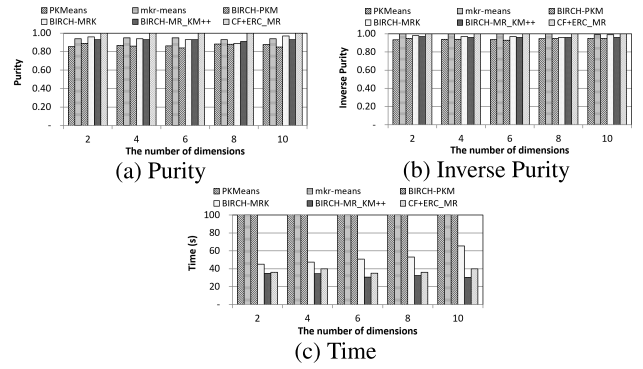 PKMeans mkr-means BIRCH-PKM
BIRCH-MRK BIRCH-MR_KM++ CF+ERC_MR
Purity
1.00
0.80
0.60
0.40
0.20
-
2 4 6 8 10
The number of dimensions
(a) Purity
PKMeans mkr-means BIRCH-PKM
BIRCH-MRK BIRCH-MR_KM++ CF+ERC_MR
Inverse Purity
1.00
0.80
0.60
0.40
0.20
-
2 4 6 8 10
The number of dimensions
(b) Inverse Purity
PKMeans mkr-means BIRCH-PKM
BIRCH-MRK BIRCH-MR_KM++ CF+ERC_MR
Time (s)
100
80
60
40
20
-
2 4 6 8 10
The number of dimensions
(c) Time